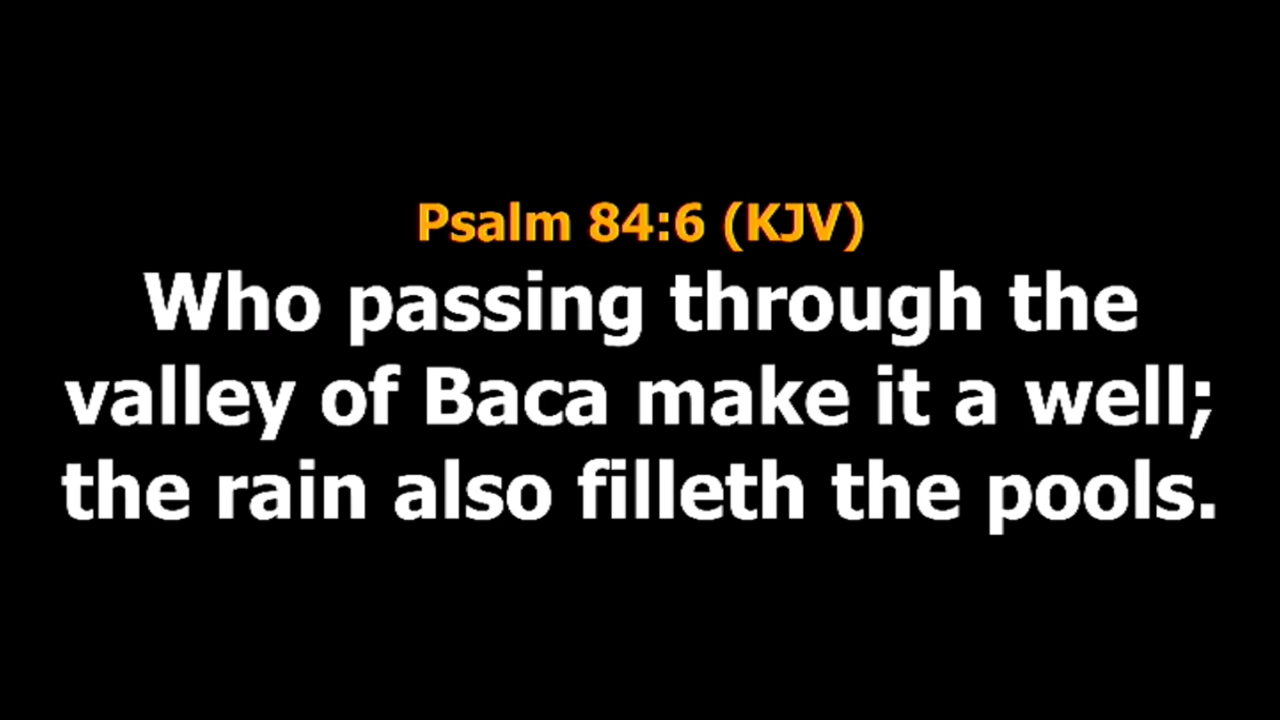 Psalm 84:6 (KJV)
Who passing through the
valley of Baca make it a well;
the rain also filleth the pools.